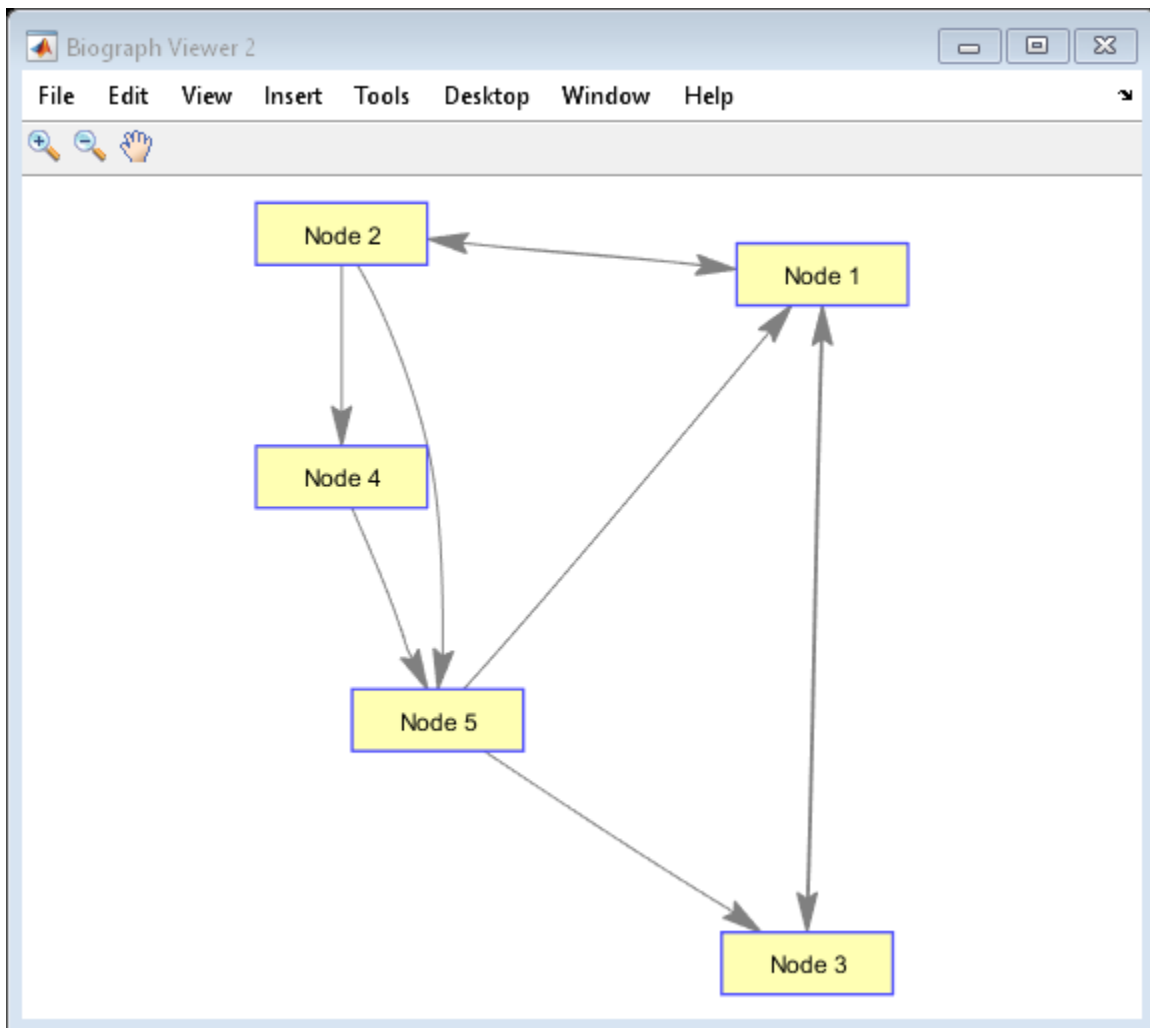 Biograph Viewer 2
File Edit View Insert Tools Desktop Window Help
Node 2
Node 1
Node 4
Node 5
Node 3